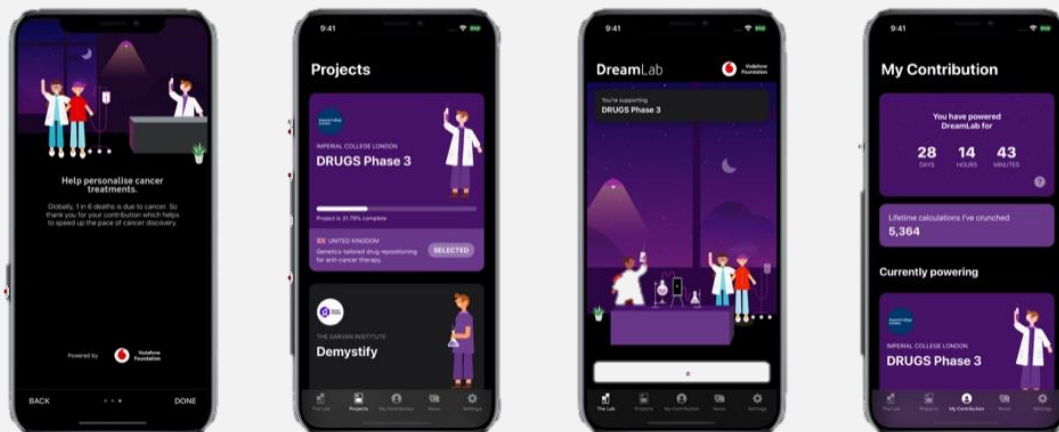 Help personalise cancer
treatments.
Globally, 1 in 6 deaths is due to cancer. So
thank you for your contribution which helps
to speed up the pace of cancer discovery.
Powered by
Vodafone
Foundation
BACK
DONE
9:41
Projects
IMPERIAL COLLEGE LONDON
DRUGS Phase 3
Project is 31.79% complete
UNITED KINGDOM
Genetics-tailored drug repositioning
for anti-cancer therapy.
SELECTED
THE GARVAN INSTITUTE
Demystify
The Lab
Projects
My Contribution
News
Settings
9:41
DreamLab
Vodafone
Foundation
You're supporting
DRUGS Phase 3
The Lab
Projects
My Contribution
News
Settings
9:41
My Contribution
You have powered
DreamLab for
28 14 43
DAYS HOURS MINUTES
?
Lifetime calculations I've crunched
5,364
Currently powering
IMPERIAL COLLEGE LONDON
DRUGS Phase 3
The Lab
Projects
My Contribution
News
Settings